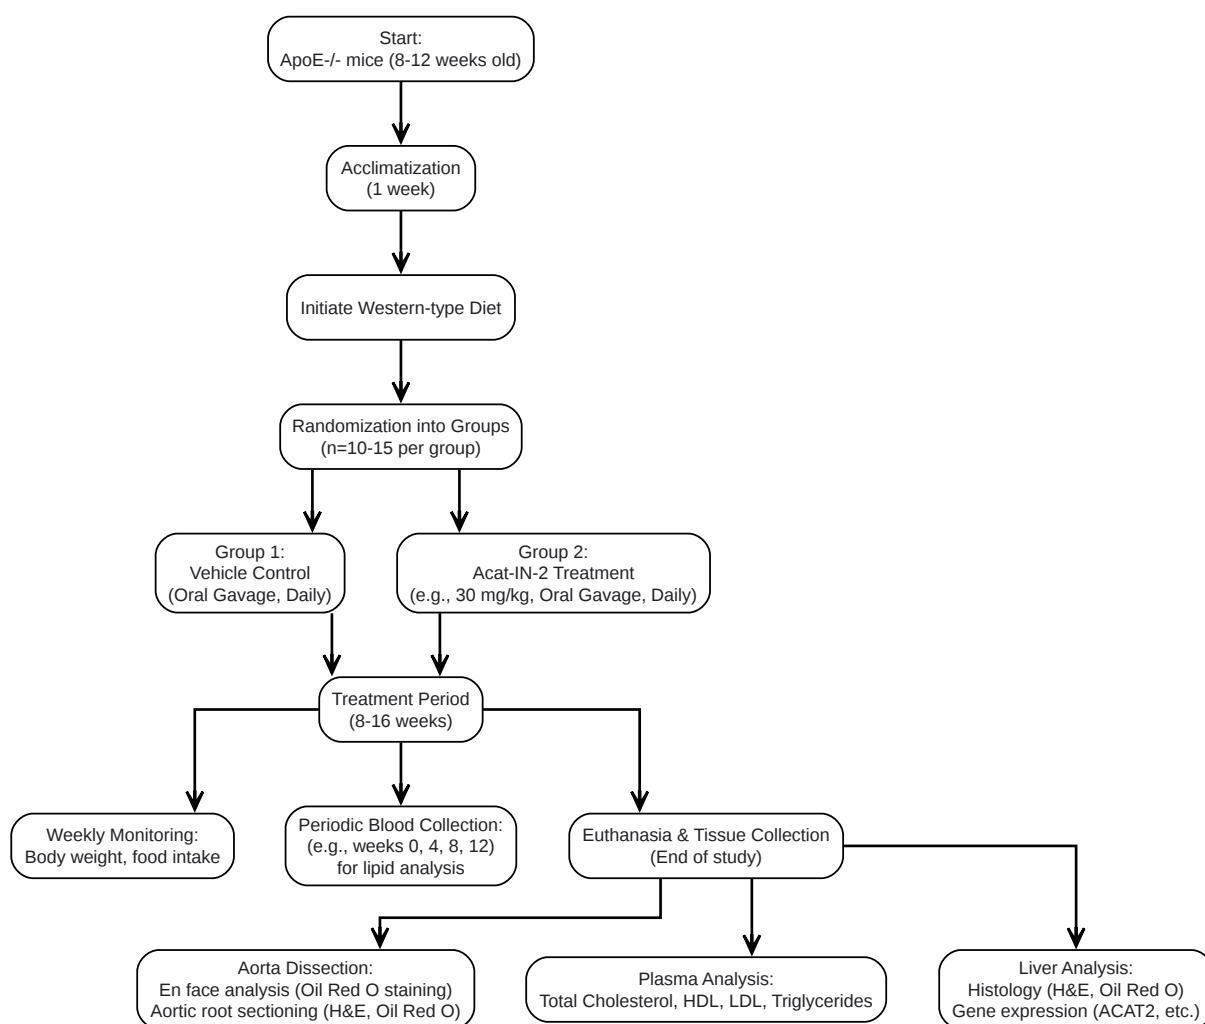 Start:
ApoE-/- mice (8-12 weeks old)
Acclimatization
(1 week)
Initiate Western-type Diet
Randomization into Groups
(n=10-15 per group)
Group 1:
Vehicle Control
(Oral Gavage, Daily)
Group 2:
Acat-IN-2 Treatment
(e.g., 30 mg/kg, Oral Gavage, Daily)
Treatment Period
(8-16 weeks)
Weekly Monitoring:
Body weight, food intake
Periodic Blood Collection:
(e.g., weeks 0, 4, 8, 12)
for lipid analysis
Euthanasia & Tissue Collection
(End of study)
Aorta Dissection:
En face analysis (Oil Red O staining)
Aortic root sectioning (H&E, Oil Red O)
Plasma Analysis:
Total Cholesterol, HDL, LDL, Triglycerides
Liver Analysis:
Histology (H&E, Oil Red O)
Gene expression (ACAT2, etc.)